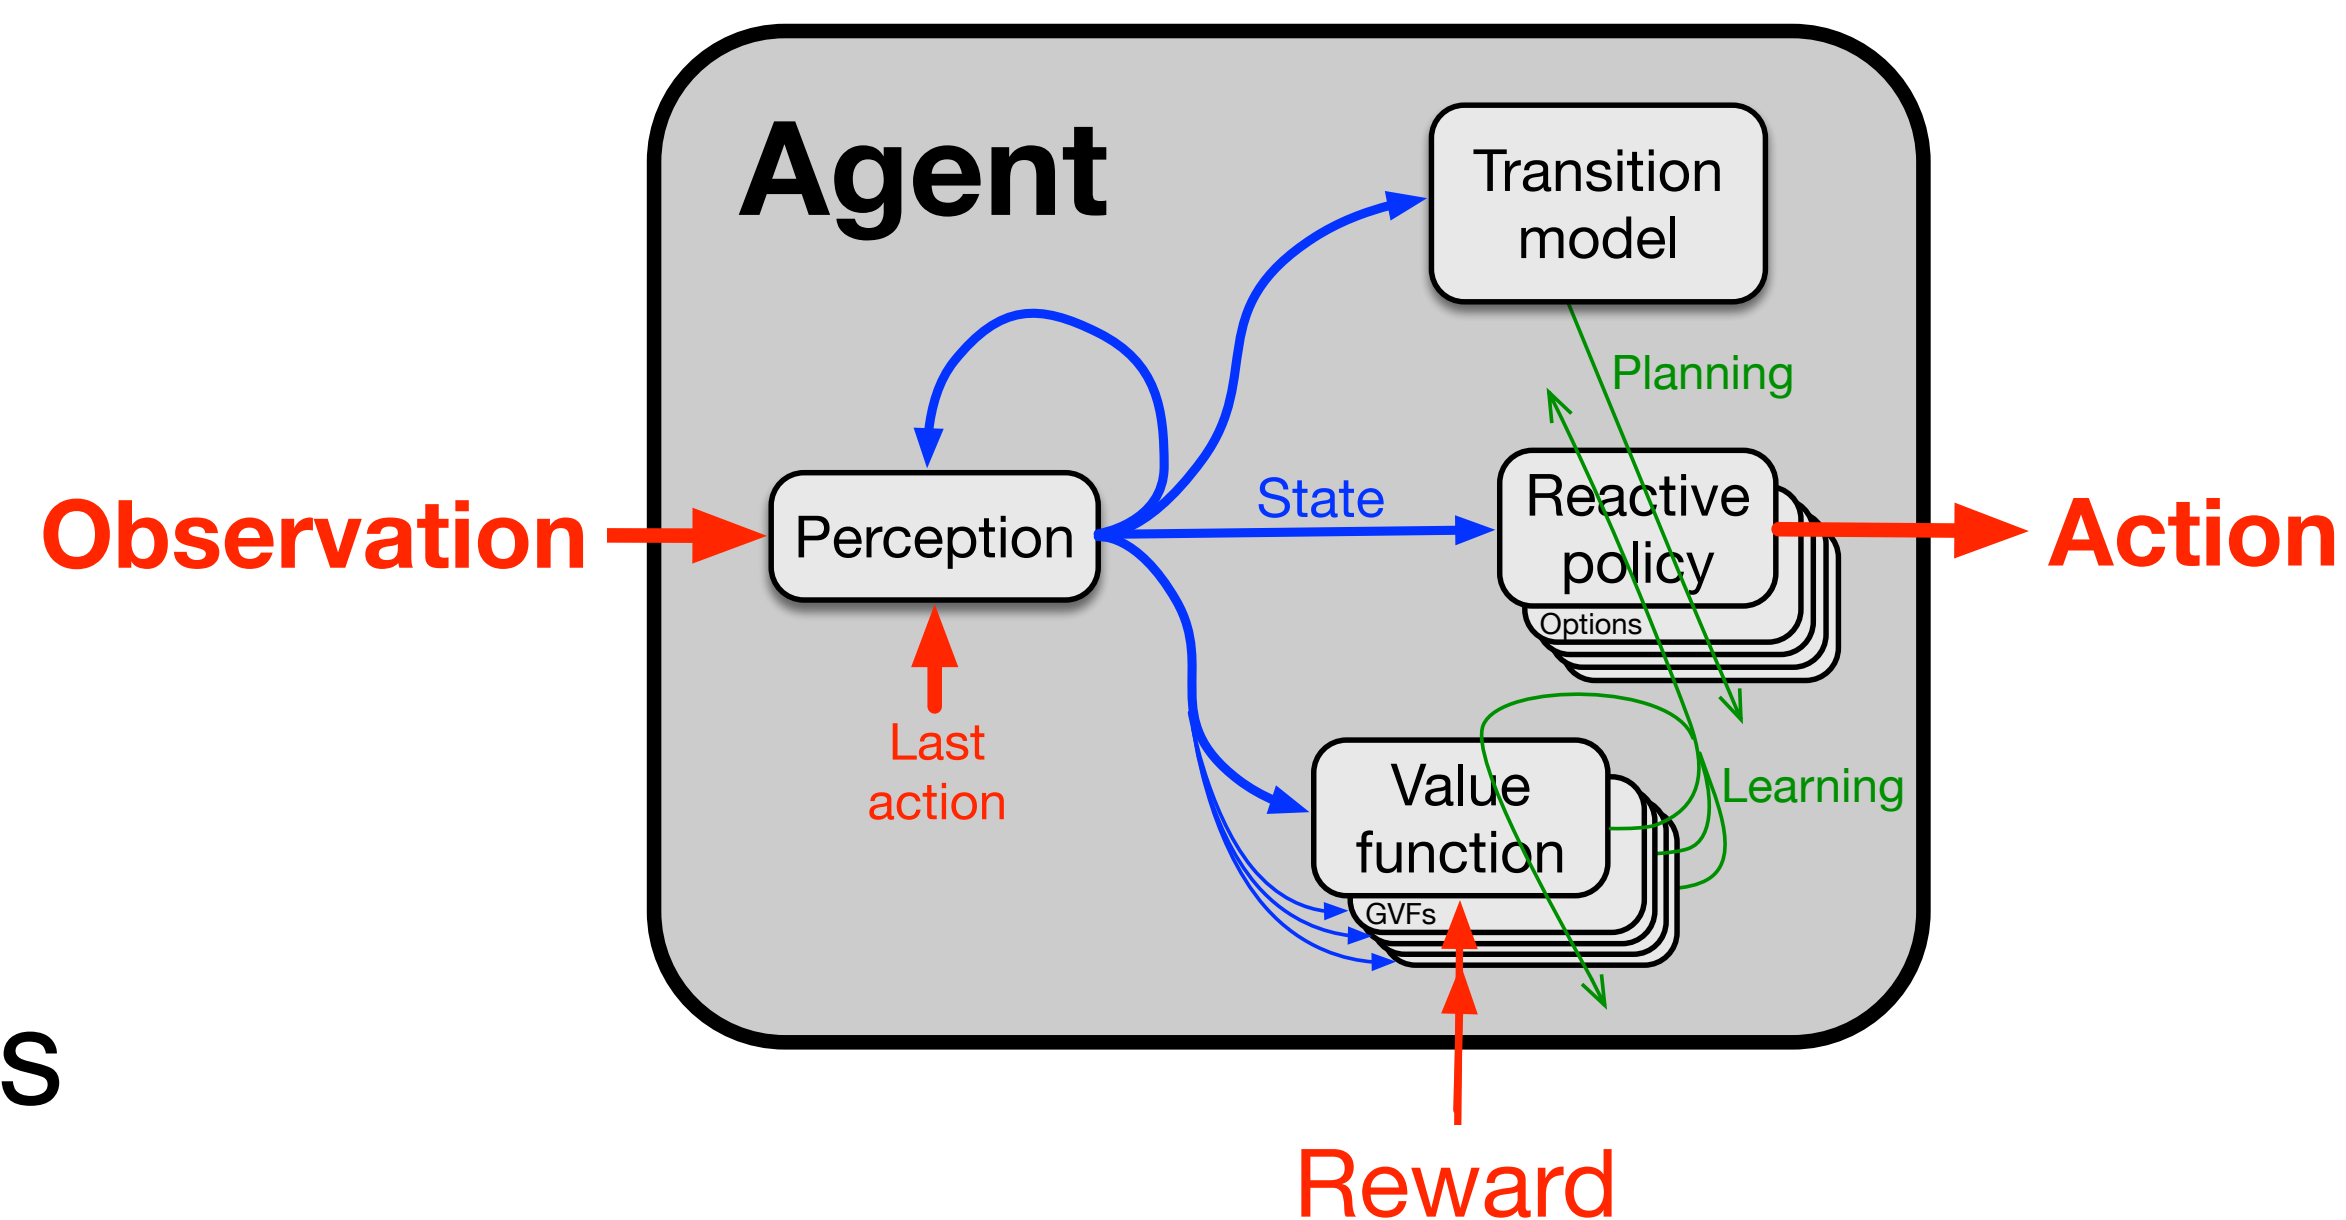 Agent
Transition
model
Planning
Observation
Perception
State
Reactive
policy
Options
Action
Last
action
Value
function
GVFs
Learning
s
Reward